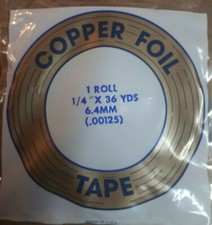 COPPER FOIL
1 ROLL
1/4" X 36 YDS
6.4MM
(.00125)
TAPE